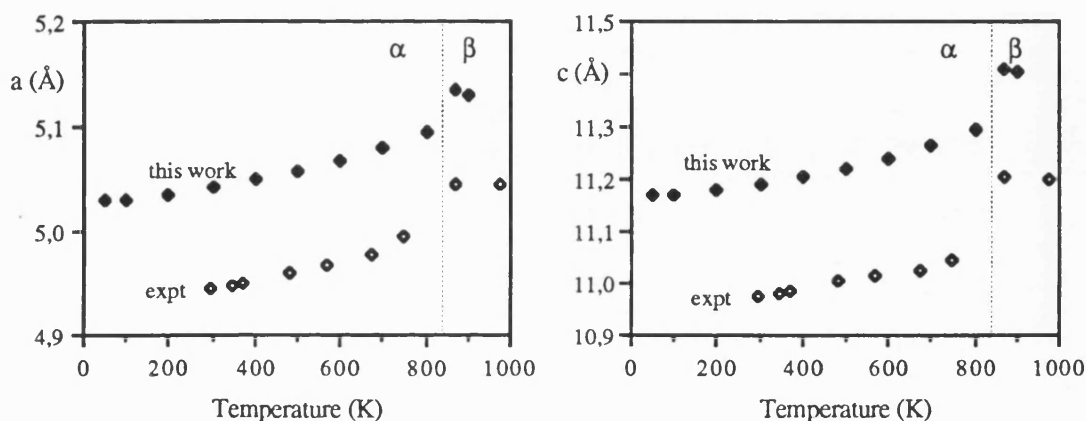 5,2
5,1
5,0
4,9
a (Å)
α
β
this work
expt
0
200
400
600
800
1000
Temperature (K)
11,5
11,3
11,2
11,1
11,0
10,9
c (Å)
α
β
this work
expt
0
200
400
600
800
1000
Temperature (K)